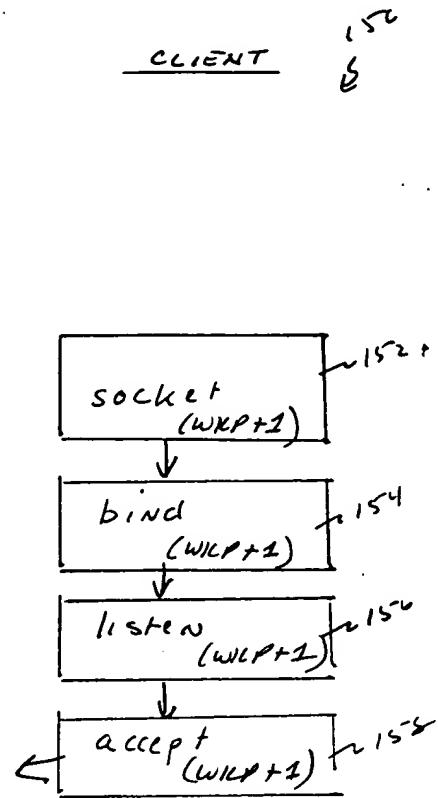 CLIENT 150
socket
(WKP+1)
152
bind
(WKP+1)
154
listen
(WKP+1)
156
accept
(WKP+1)
158